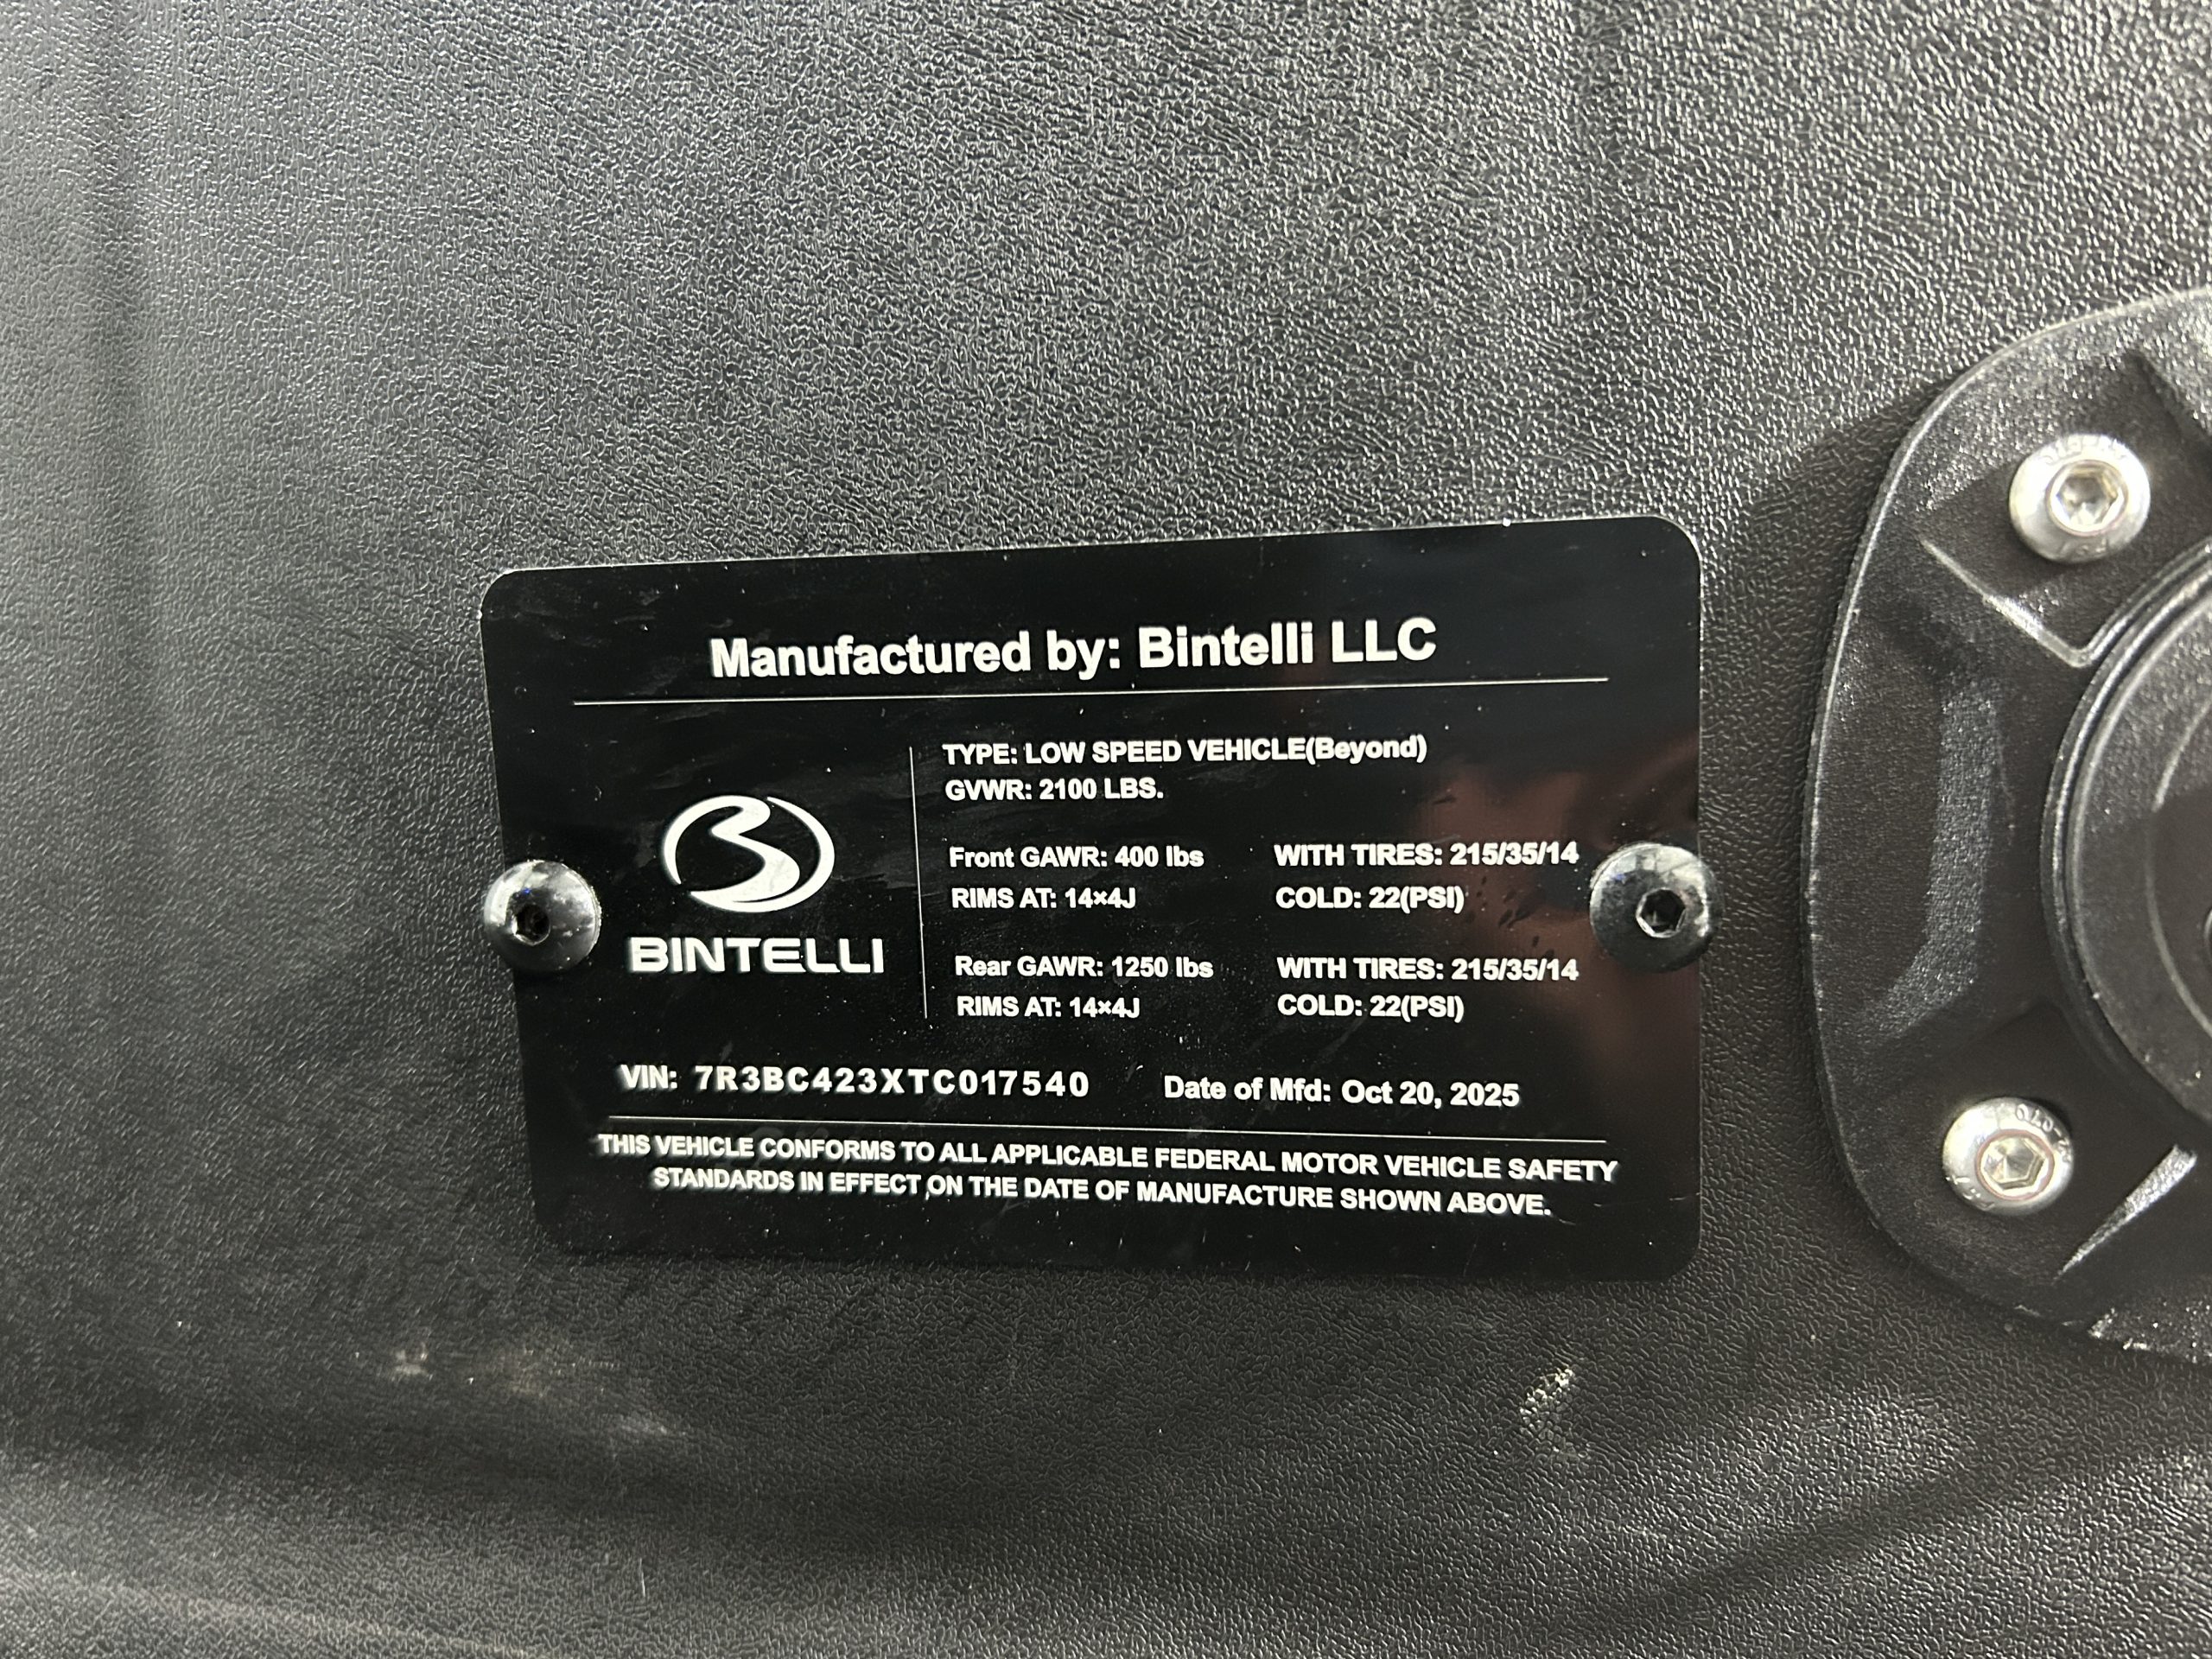 Manufactured by: Bintelli LLC
TYPE: LOW SPEED VEHICLE(Beyond)
GVWR: 2100 LBS.
Front GAWR: 400 lbs WITH TIRES: 215/35/14
RIMS AT: 14×4J COLD: 22(PSI)
BINTELLI
Rear GAWR: 1250 lbs WITH TIRES: 215/35/14
RIMS AT: 14×4J COLD: 22(PSI)
VIN: 7R3BC423XTC017540 Date of Mfd: Oct 20, 2025
THIS VEHICLE CONFORMS TO ALL APPLICABLE FEDERAL MOTOR VEHICLE SAFETY
STANDARDS IN EFFECT ON THE DATE OF MANUFACTURE SHOWN ABOVE.